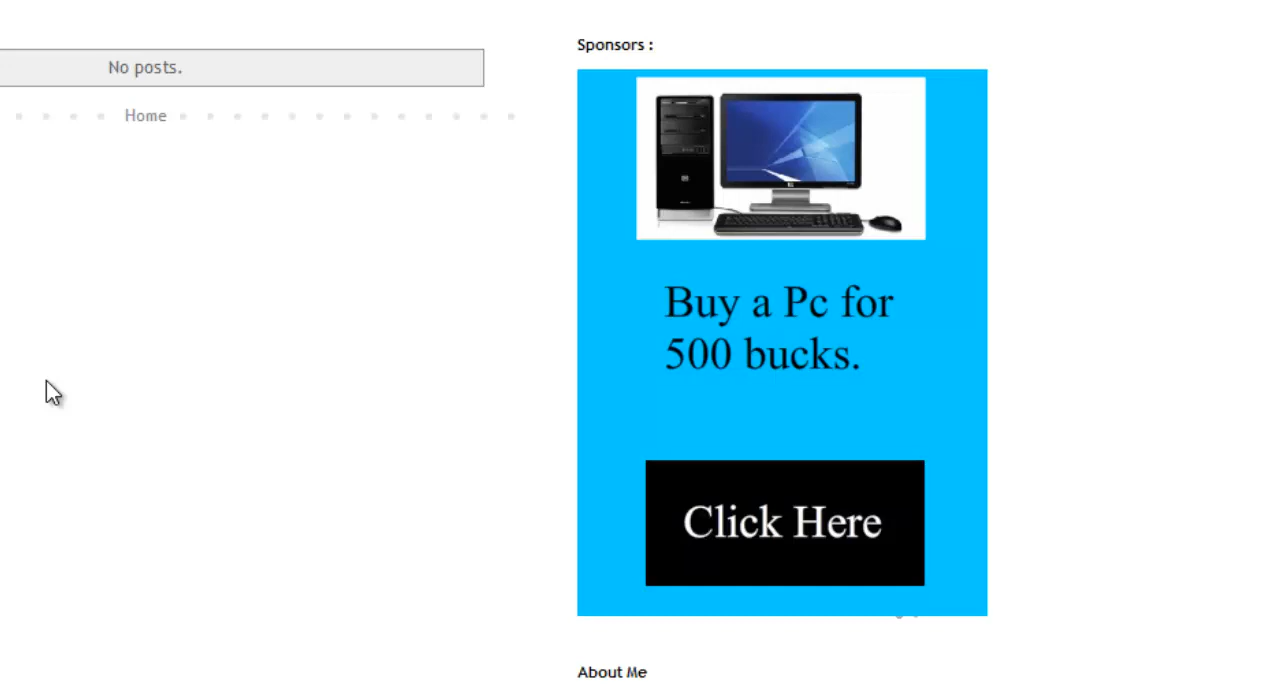 No posts.
Home
Sponsors :
Buy a Pc for
500 bucks.
Click Here
About Me